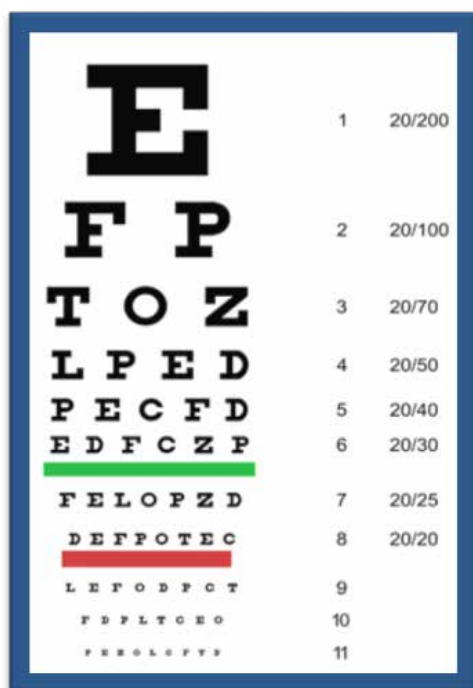 E 1 20/200
F P 2 20/100
T O Z 3 20/70
L P E D 4 20/50
P E C F D 5 20/40
E D F C Z P 6 20/30
F E L O P Z D 7 20/25
D E F P O T E C 8 20/20
L E F O D P C T 9
F D P L T C E O 10
11